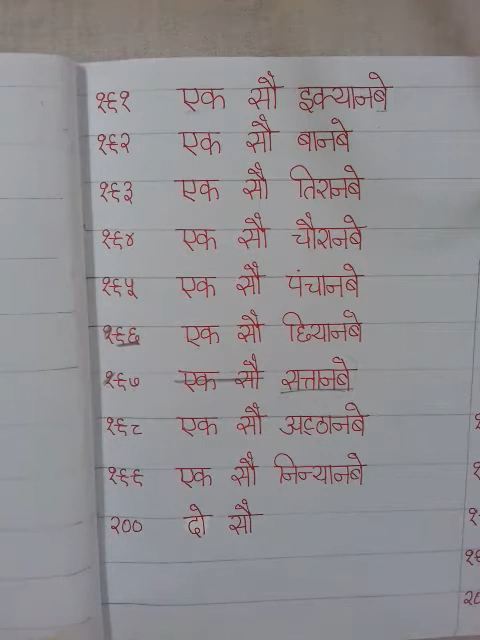 १९१ एक सौ इक्यानबे
१९२ एक सौ बानबे
१९३ एक सौ तिरानबे
१९४ एक सौ चौरानबे
१९५ एक सौ पंचानबे
१९६ एक सौ छियानबे
१९७ एक सौ सत्तानबे
१९८ एक सौ अट्ठानबे
१९९ एक सौ निन्यानबे
२०० दो सौ